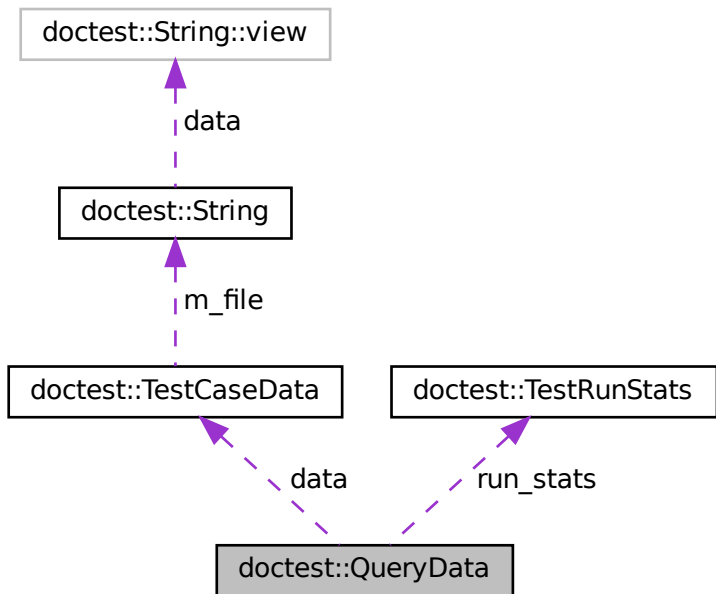 doctest::String::view
data
doctest::String
m_file
doctest::TestCaseData
doctest::TestRunStats
data
run_stats
doctest::QueryData